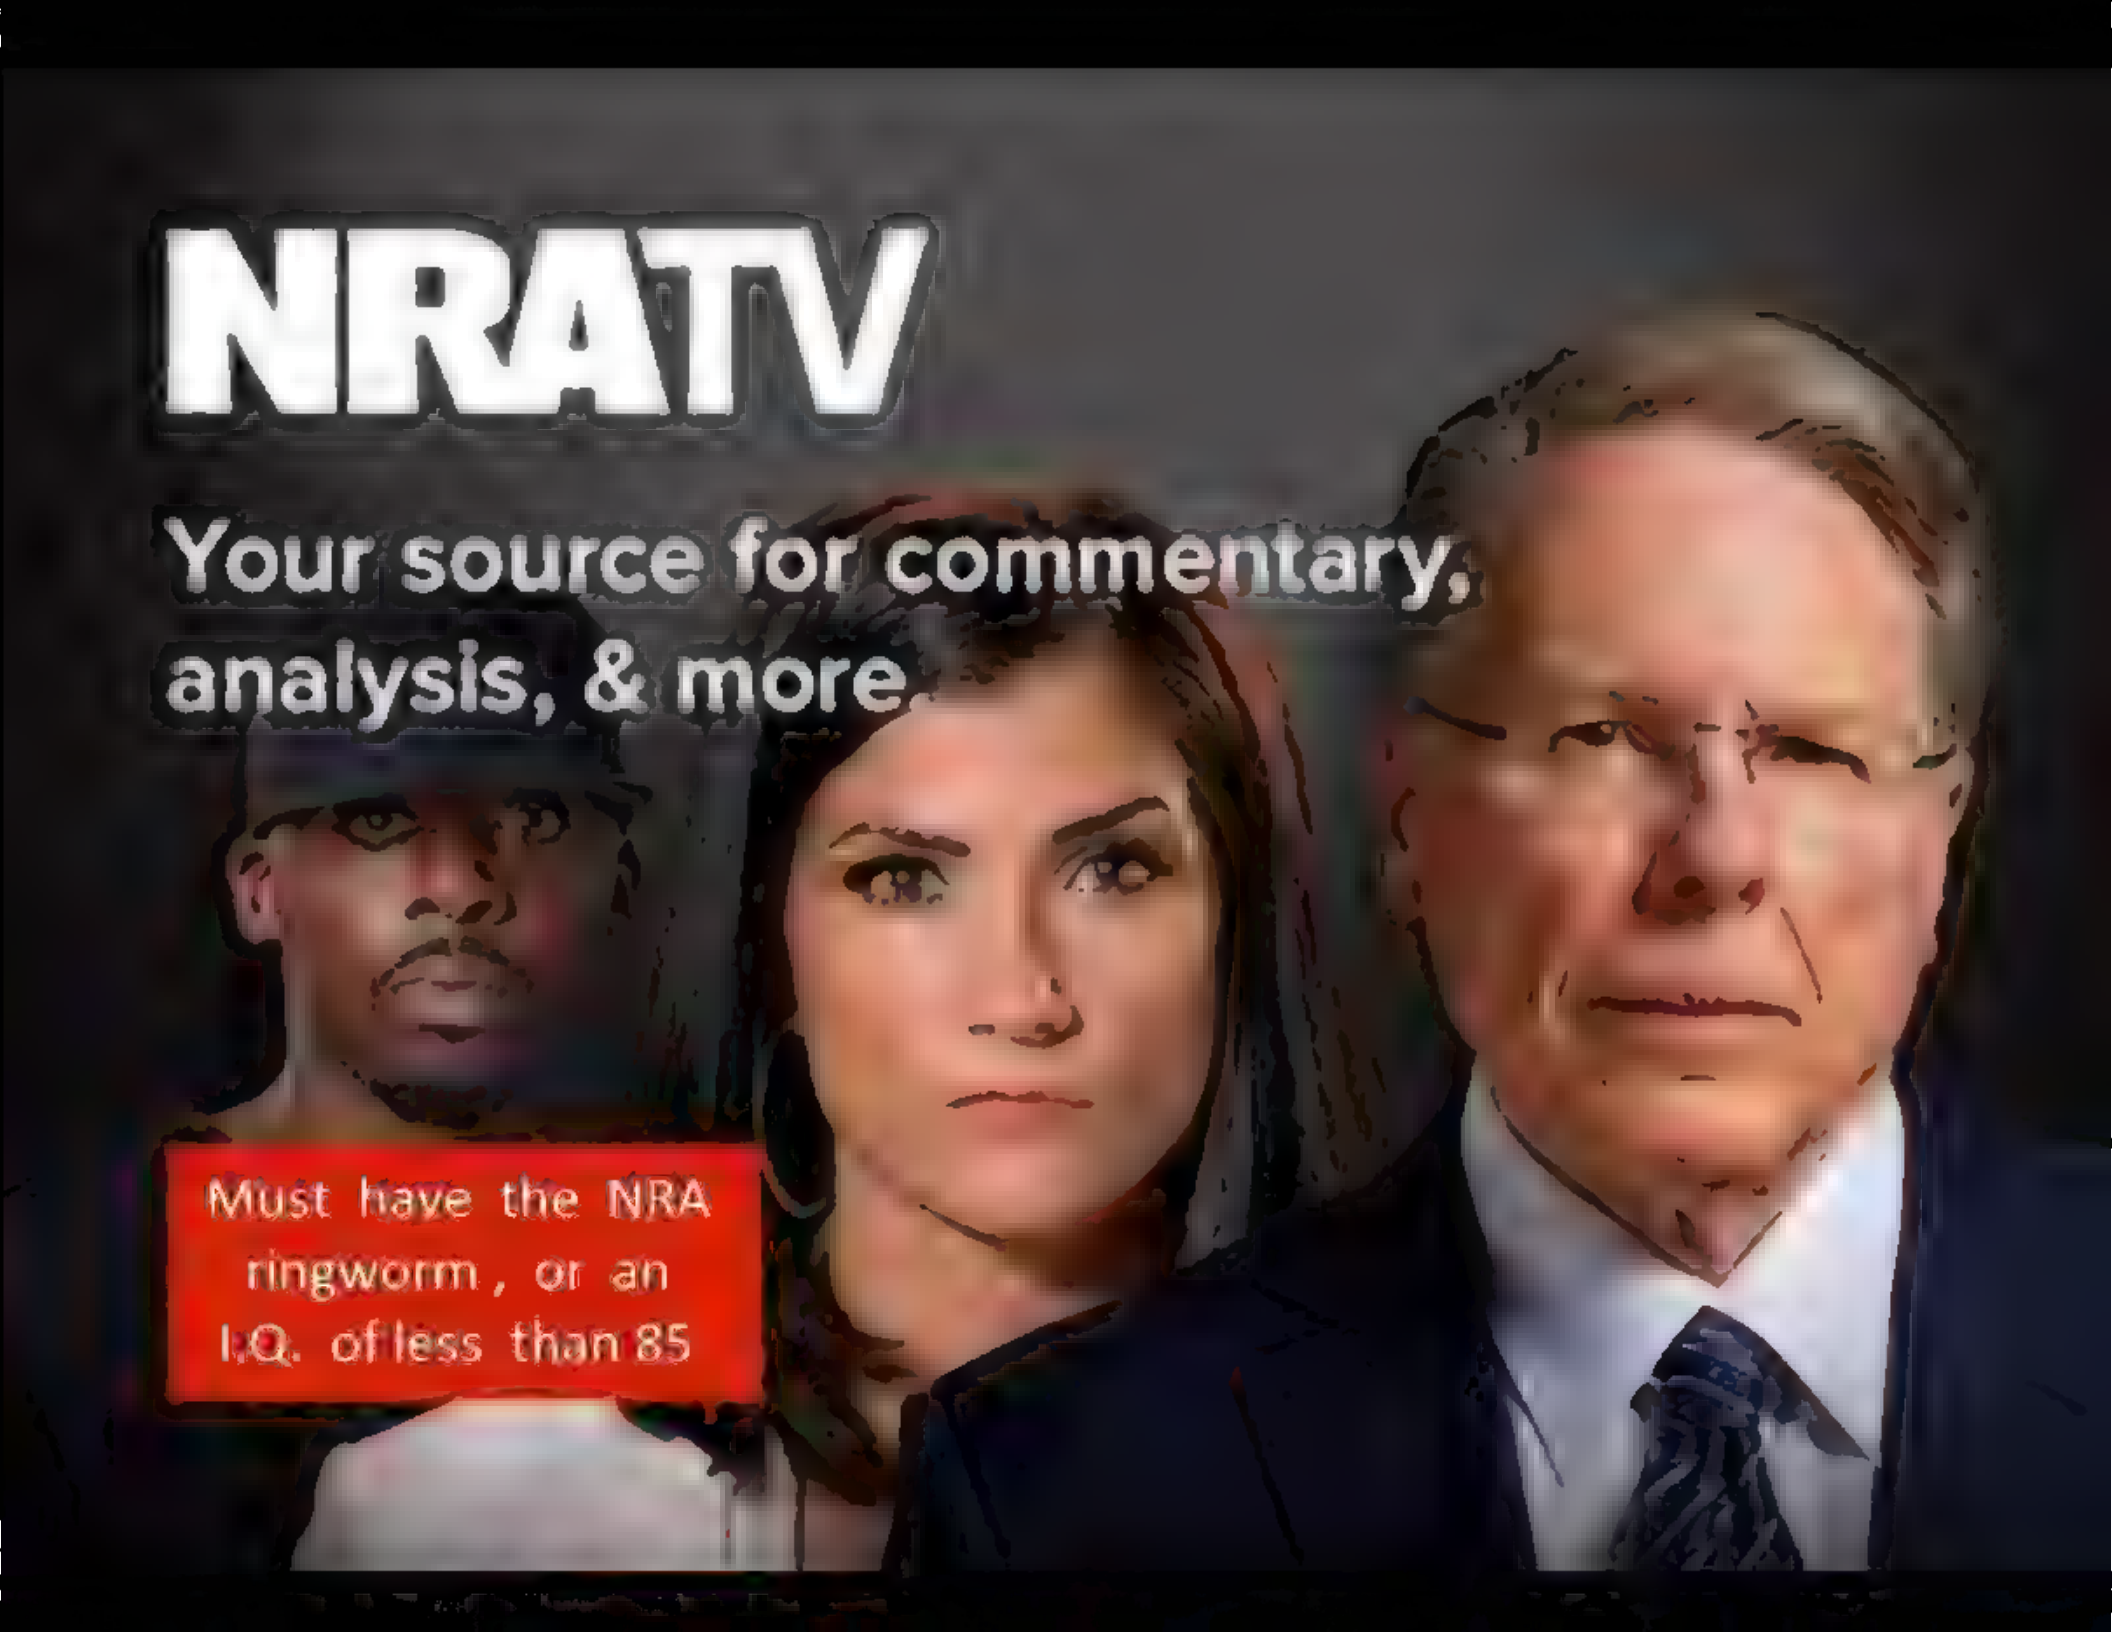 NRATV
Your source for commentary,
analysis, & more
Must have the NRA
ringworm , or an
I.Q. of less than 85